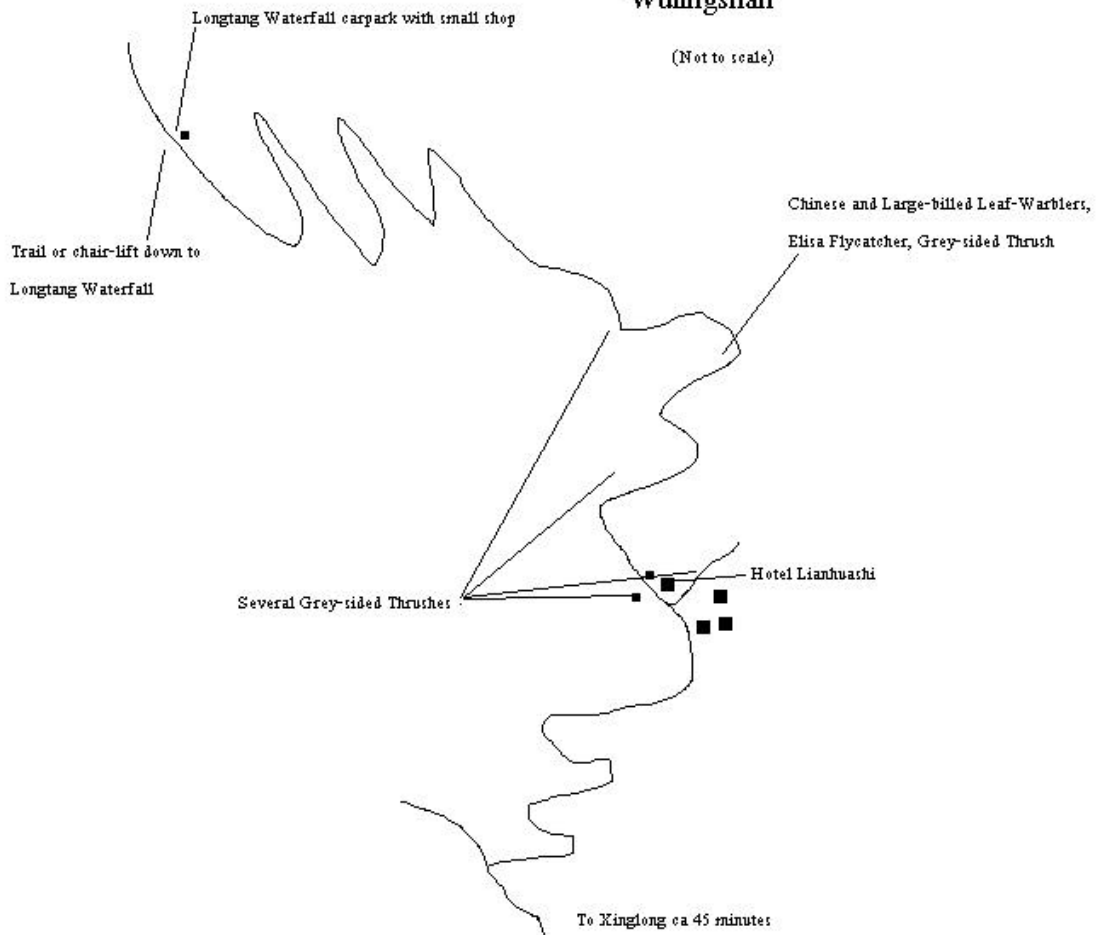 Longtang Waterfall carpark with small shop
(Not to scale)
Chinese and Large-billed Leaf-Warblers,
Elisa Flycatcher, Grey-sided Thrush
Trail or chair-lift down to
Longtang Waterfall
Hotel Lianhuashi
Several Grey-sided Thrushes
To Xinglong ca 45 minutes